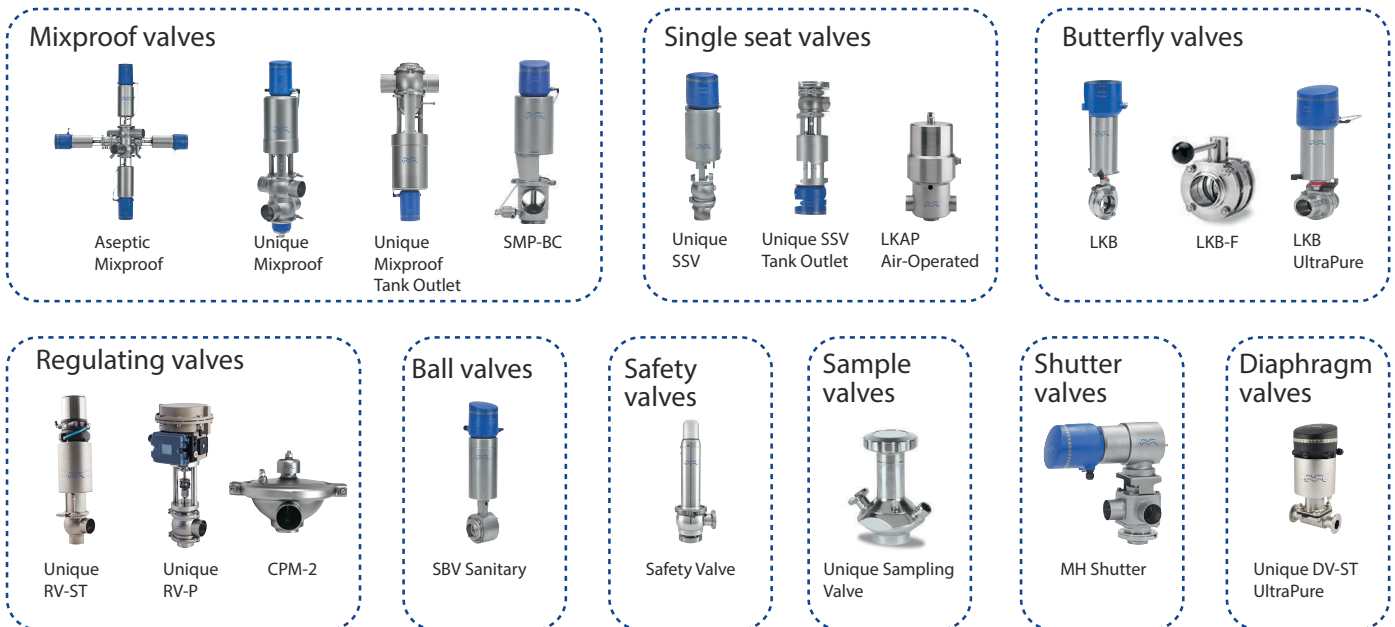 Mixproof valves
Aseptic
Mixproof
Unique
Mixproof
Unique
Mixproof
Tank Outlet
SMP-BC
Single seat valves
Unique
SSV
Unique SSV
Tank Outlet
LKAP
Air-Operated
Butterfly valves
LKB
LKB-F
LKB
UltraPure
Regulating valves
Unique
RV-ST
Unique
RV-P
CPM-2
Ball valves
SBV Sanitary
Safety
valves
Safety Valve
Sample
valves
Unique Sampling
Valve
Shutter
valves
MH Shutter
Diaphragm
valves
Unique DV-ST
UltraPure